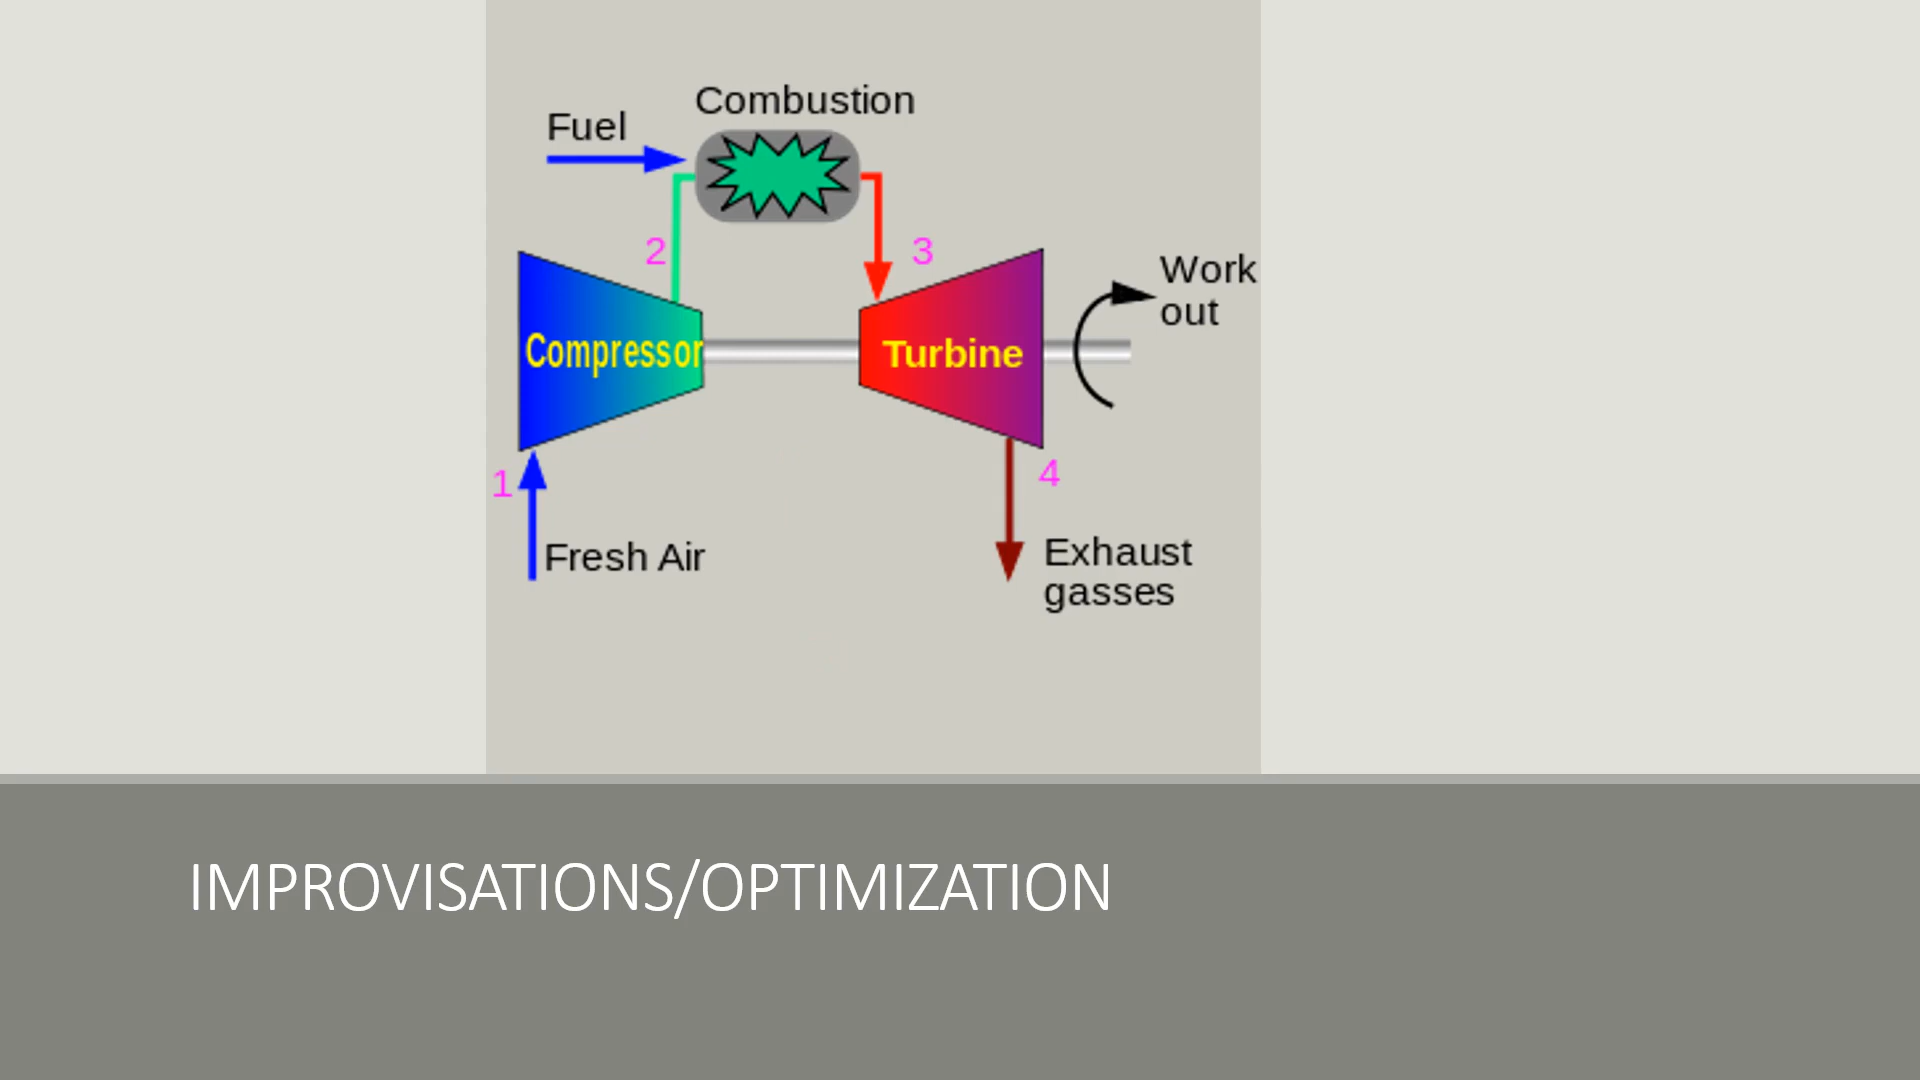 Combustion
Fuel
2
3
Work
out
Compressor
Turbine
1
4
Fresh Air
Exhaust
gasses
IMPROVISATIONS/OPTIMIZATION